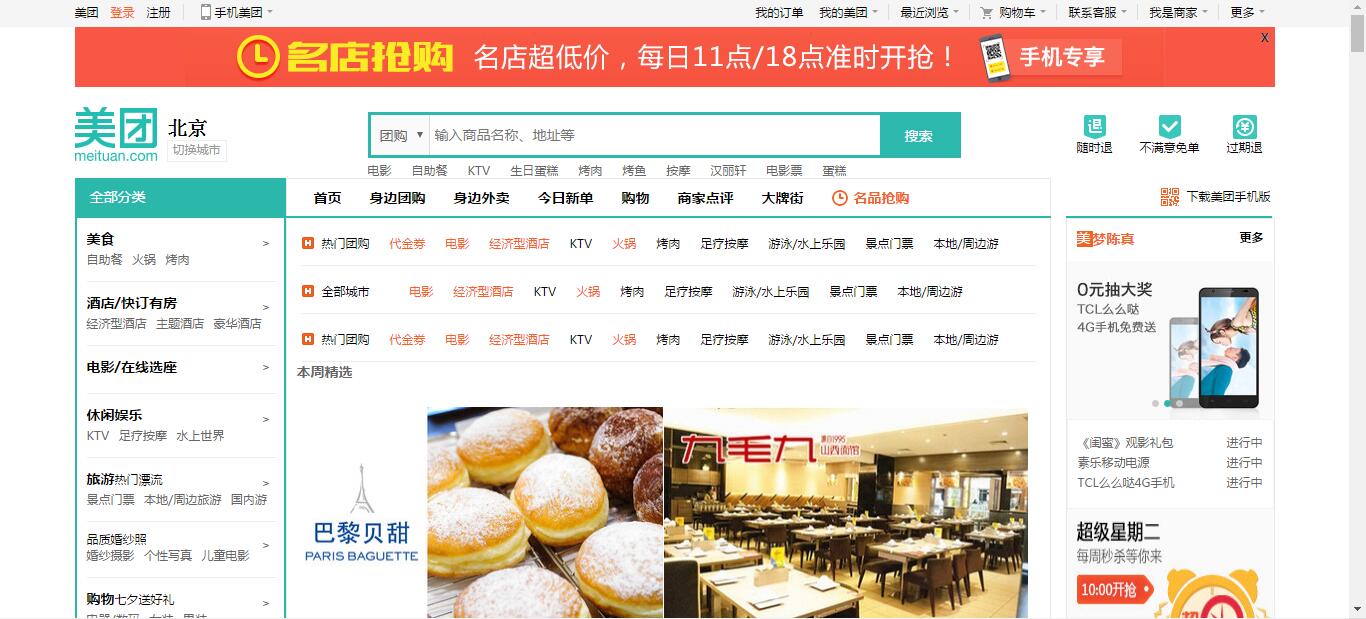 美团 登录 注册 手机美团 我的订单 我的美团 最近浏览 购物车 联系客服 我是商家 更多
名店抢购 名店超低价，每日11点/18点准时开抢！ 手机专享 X
美团
meituan.com
北京
切换城市
团购 ▼ 输入商品名称、地址等 搜索
电影 自助餐 KTV 生日蛋糕 烤肉 烤鱼 按摩 汉丽轩 电影票 蛋糕
退 随时退 不满意免单 过期退
全部分类 首页 身边团购 身边外卖 今日新单 购物 商家点评 大牌街 名品抢购 下载美团手机版
美食 >
自助餐 火锅 烤肉
酒店/快订有房 >
经济型酒店 主题酒店 豪华酒店
电影/在线选座 >
休闲娱乐 >
KTV 足疗按摩 水上世界
旅游热门漂流 >
景点门票 本地/周边旅游 国内游
品质婚纱照 >
婚纱摄影 个性写真 儿童电影
购物七夕送好礼 >
H 热门团购 代金券 电影 经济型酒店 KTV 火锅 烤肉 足疗按摩 游泳/水上乐园 景点门票 本地/周边游
H 全部城市 电影 经济型酒店 KTV 火锅 烤肉 足疗按摩 游泳/水上乐园 景点门票 本地/周边游
H 热门团购 代金券 电影 经济型酒店 KTV 火锅 烤肉 足疗按摩 游泳/水上乐园 景点门票 本地/周边游
本周精选
巴黎贝甜
PARIS BAGUETTE
九毛九 山西面馆
美梦陈真 更多
0元抽大奖
TCL么么哒
4G手机免费送
《闺蜜》观影礼包 进行中
素乐移动电源 进行中
TCL么么哒4G手机 进行中
超级星期二
每周秒杀等你来
10:00开抢